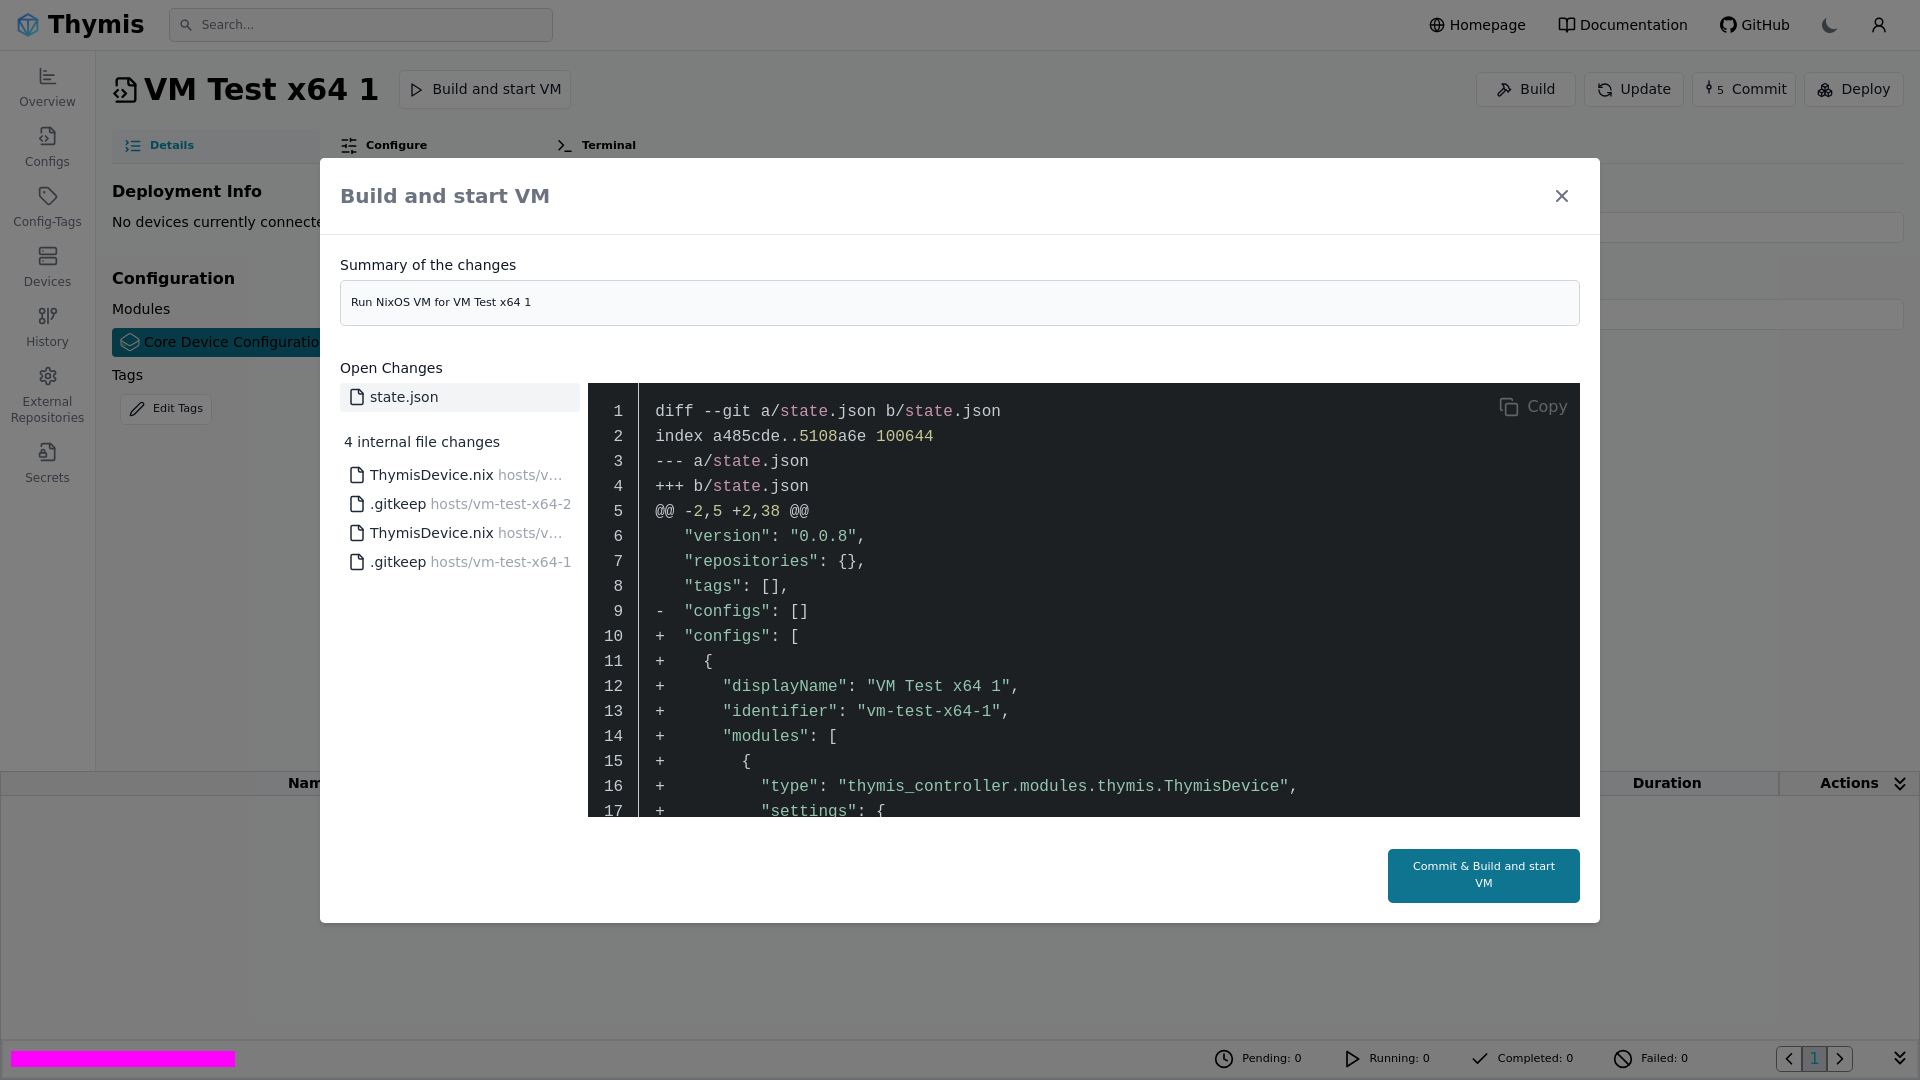 Thymis
Search...
Homepage
Documentation
GitHub
Overview
Configs
Config-Tags
Devices
History
External
Repositories
Secrets
VM Test x64 1
Build and start VM
Build
Update
5 Commit
Deploy
Details
Configure
Terminal
Deployment Info
No devices currently connecte
Configuration
Modules
Core Device Configuratio
Tags
Edit Tags
Build and start VM
Summary of the changes
Run NixOS VM for VM Test x64 1
Open Changes
state.json
4 internal file changes
ThymisDevice.nix hosts/v...
.gitkeep hosts/vm-test-x64-2
ThymisDevice.nix hosts/v...
.gitkeep hosts/vm-test-x64-1
Copy
1 diff --git a/state.json b/state.json
2 index a485cde..5108a6e 100644
3 --- a/state.json
4 +++ b/state.json
5 @@ -2,5 +2,38 @@
6    "version": "0.0.8",
7    "repositories": {},
8    "tags": [],
9 -  "configs": []
10 +  "configs": [
11 +    {
12 +      "displayName": "VM Test x64 1",
13 +      "identifier": "vm-test-x64-1",
14 +      "modules": [
15 +        {
16 +          "type": "thymis_controller.modules.thymis.ThymisDevice",
17 +          "settings": {
Commit & Build and start
VM
Nam
Duration
Actions
Pending: 0
Running: 0
Completed: 0
Failed: 0
1